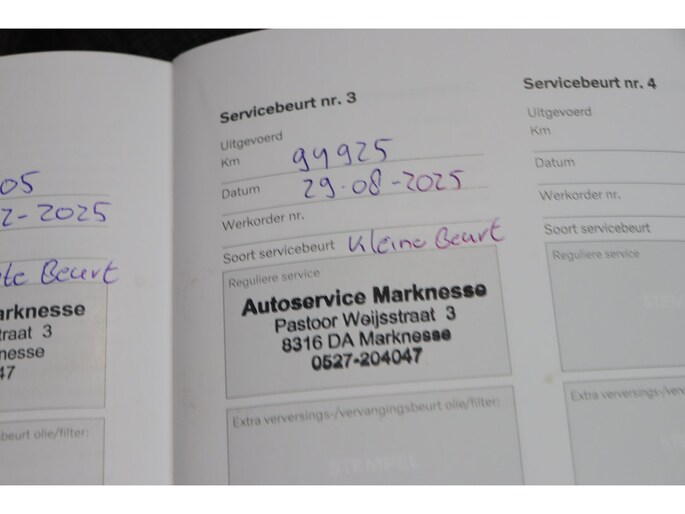 05
2-2025
te Beurt
arknesse
traat 3
nesse
47
beurt olie/filter:
Servicebeurt nr. 3
Uitgevoerd
Km 94925
Datum 29-08-2025
Werkorder nr.
Soort servicebeurt Kleine Beurt
Reguliere service
Autoservice Marknesse
Pastoor Weijsstraat 3
8316 DA Marknesse
0527-204047
Extra verversings-/vervangingsbeurt olie/filter:
STEMPEL
Servicebeurt nr. 4
Uitgevoerd
Km
Datum
Werkorder nr.
Soort servicebeurt
Reguliere service
STEMPEL
Extra verversings-/verva